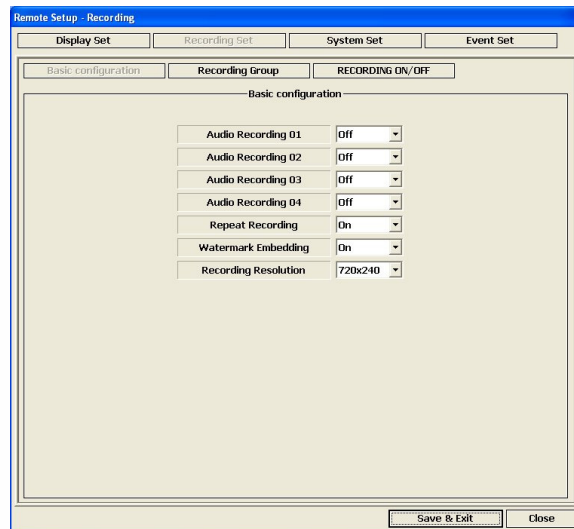 Remote Setup - Recording
Display Set Recording Set System Set Event Set
Basic configuration Recording Group RECORDING ON/OFF
Basic configuration
Audio Recording 01 Off
Audio Recording 02 Off
Audio Recording 03 Off
Audio Recording 04 Off
Repeat Recording On
Watermark Embedding On
Recording Resolution 720x240
Save & Exit Close